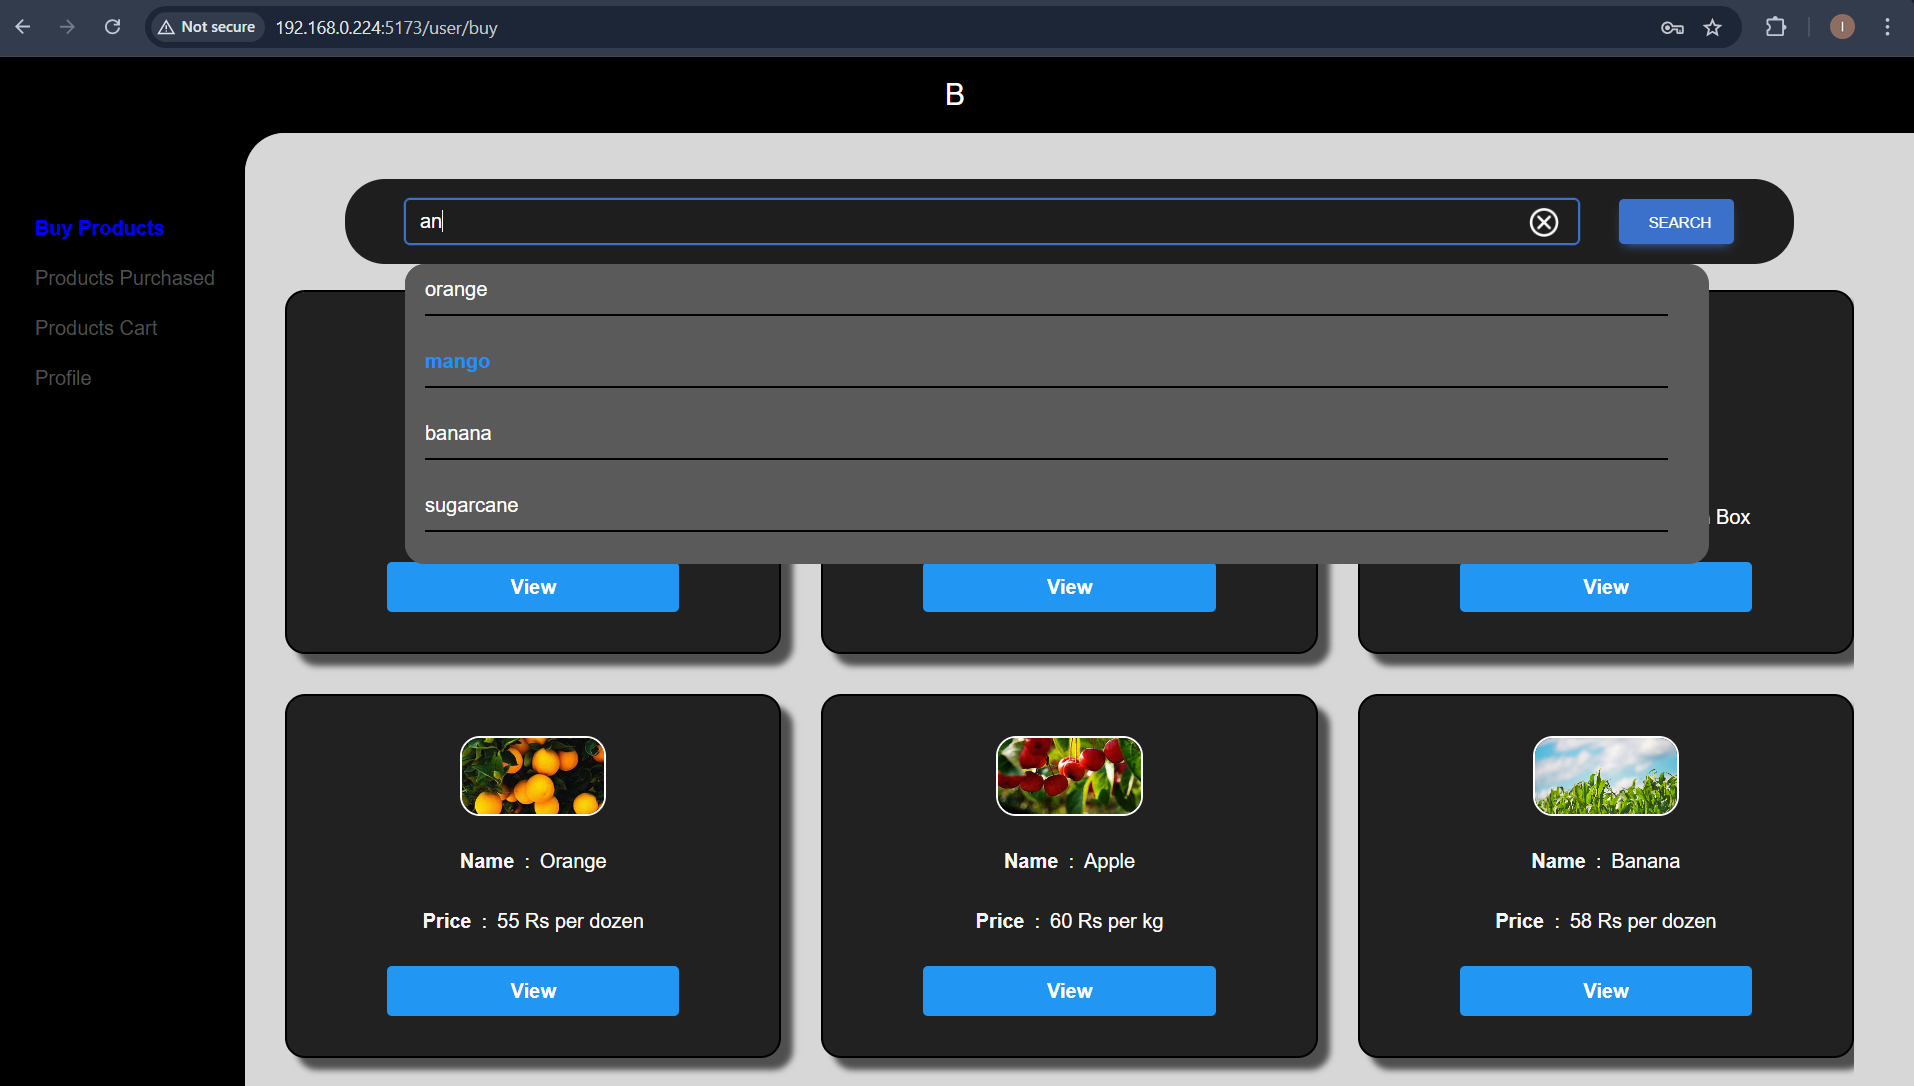 Not secure 192.168.0.224:5173/user/buy
I
B
Buy Products
Products Purchased
Products Cart
Profile
an
SEARCH
orange
mango
banana
sugarcane
Box
View View View
Name : Orange
Price : 55 Rs per dozen
View
Name : Apple
Price : 60 Rs per kg
View
Name : Banana
Price : 58 Rs per dozen
View